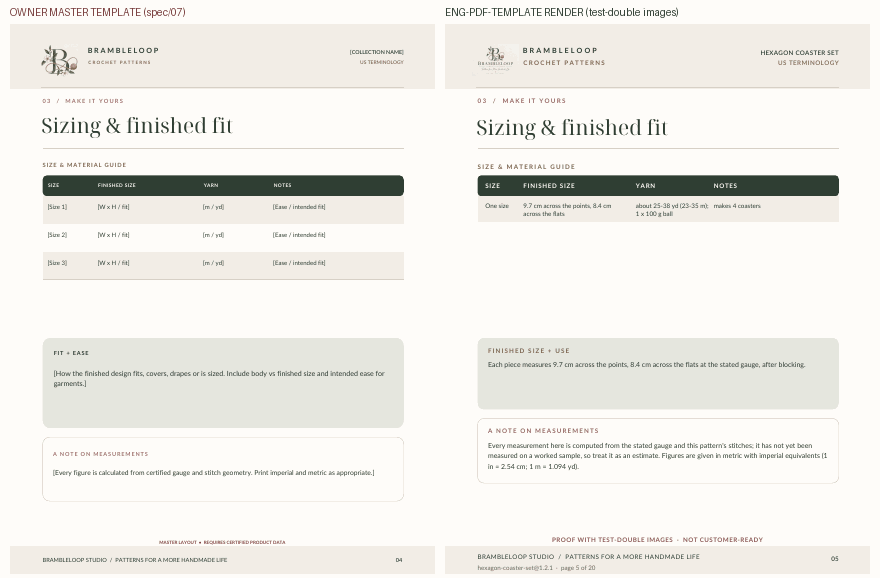 OWNER MASTER TEMPLATE (spec/07)
BRAMBLELOOP
CROCHET PATTERNS
[COLLECTION NAME]
US TERMINOLOGY
03 / MAKE IT YOURS
Sizing & finished fit
SIZE & MATERIAL GUIDE
SIZE FINISHED SIZE YARN NOTES
[Size 1] [W x H / fit] [m / yd] [Ease / intended fit]
[Size 2] [W x H / fit] [m / yd] [Ease / intended fit]
[Size 3] [W x H / fit] [m / yd] [Ease / intended fit]
FIT + EASE
[How the finished design fits, covers, drapes or is sized. Include body vs finished size and intended ease for
garments.]
A NOTE ON MEASUREMENTS
[Every figure is calculated from certified gauge and stitch geometry. Print imperial and metric as appropriate.]
MASTER LAYOUT • REQUIRES CERTIFIED PRODUCT DATA
BRAMBLELOOP STUDIO / PATTERNS FOR A MORE HANDMADE LIFE 04
ENG-PDF-TEMPLATE RENDER (test-double images)
BRAMBLELOOP
BRAMBLELOOP
CROCHET PATTERNS
HEXAGON COASTER SET
US TERMINOLOGY
03 / MAKE IT YOURS
Sizing & finished fit
SIZE & MATERIAL GUIDE
SIZE FINISHED SIZE YARN NOTES
One size 9.7 cm across the points, 8.4 cm about 25-38 yd (23-35 m); makes 4 coasters
across the flats 1 x 100 g ball
FINISHED SIZE + USE
Each piece measures 9.7 cm across the points, 8.4 cm across the flats at the stated gauge, after blocking.
A NOTE ON MEASUREMENTS
Every measurement here is computed from the stated gauge and this pattern's stitches; it has not yet been
measured on a worked sample, so treat it as an estimate. Figures are given in metric with imperial equivalents (1
in = 2.54 cm; 1 m = 1.094 yd).
PROOF WITH TEST-DOUBLE IMAGES - NOT CUSTOMER-READY
BRAMBLELOOP STUDIO / PATTERNS FOR A MORE HANDMADE LIFE 05
hexagon-coaster-set@1.2.1 - page 5 of 20